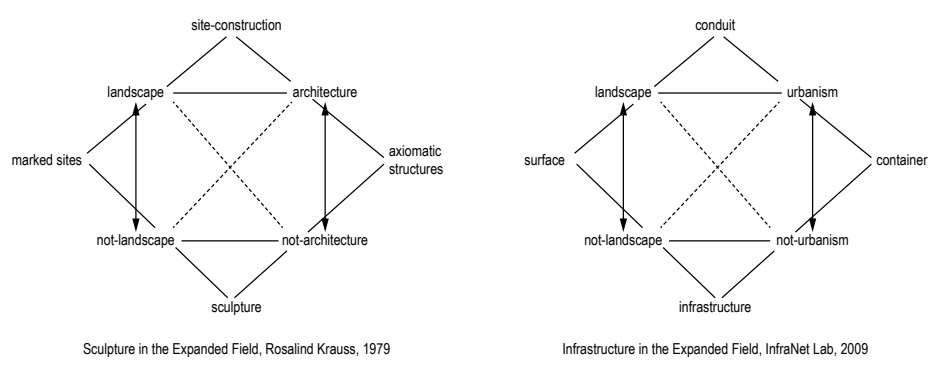 site-construction
landscape
architecture
marked sites
axiomatic
structures
not-landscape
not-architecture
sculpture
Sculpture in the Expanded Field, Rosalind Krauss, 1979
conduit
landscape
urbanism
surface
container
not-landscape
not-urbanism
infrastructure
Infrastructure in the Expanded Field, InfraNet Lab, 2009